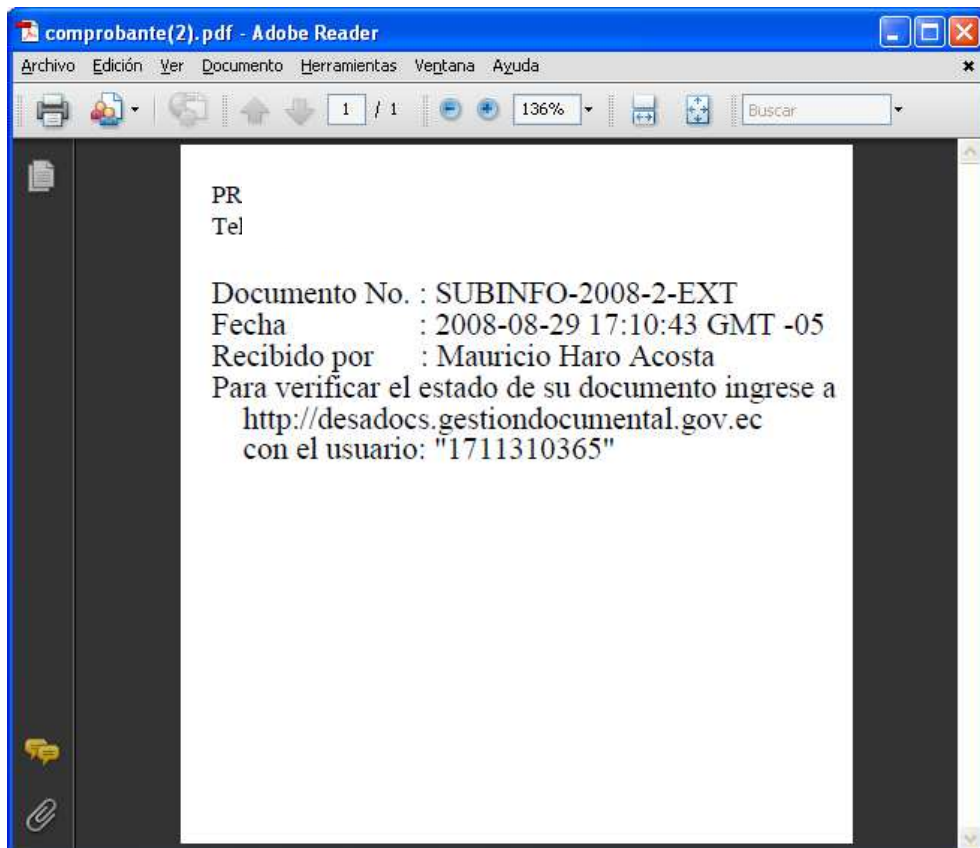 comprobante(2).pdf - Adobe Reader
Archivo Edición Ver Documento Herramientas Ventana Ayuda
1 / 1 136% Buscar
PR
Tel
Documento No. : SUBINFO-2008-2-EXT
Fecha : 2008-08-29 17:10:43 GMT -05
Recibido por : Mauricio Haro Acosta
Para verificar el estado de su documento ingrese a
http://desadocs.gestiondocumental.gov.ec
con el usuario: "1711310365"